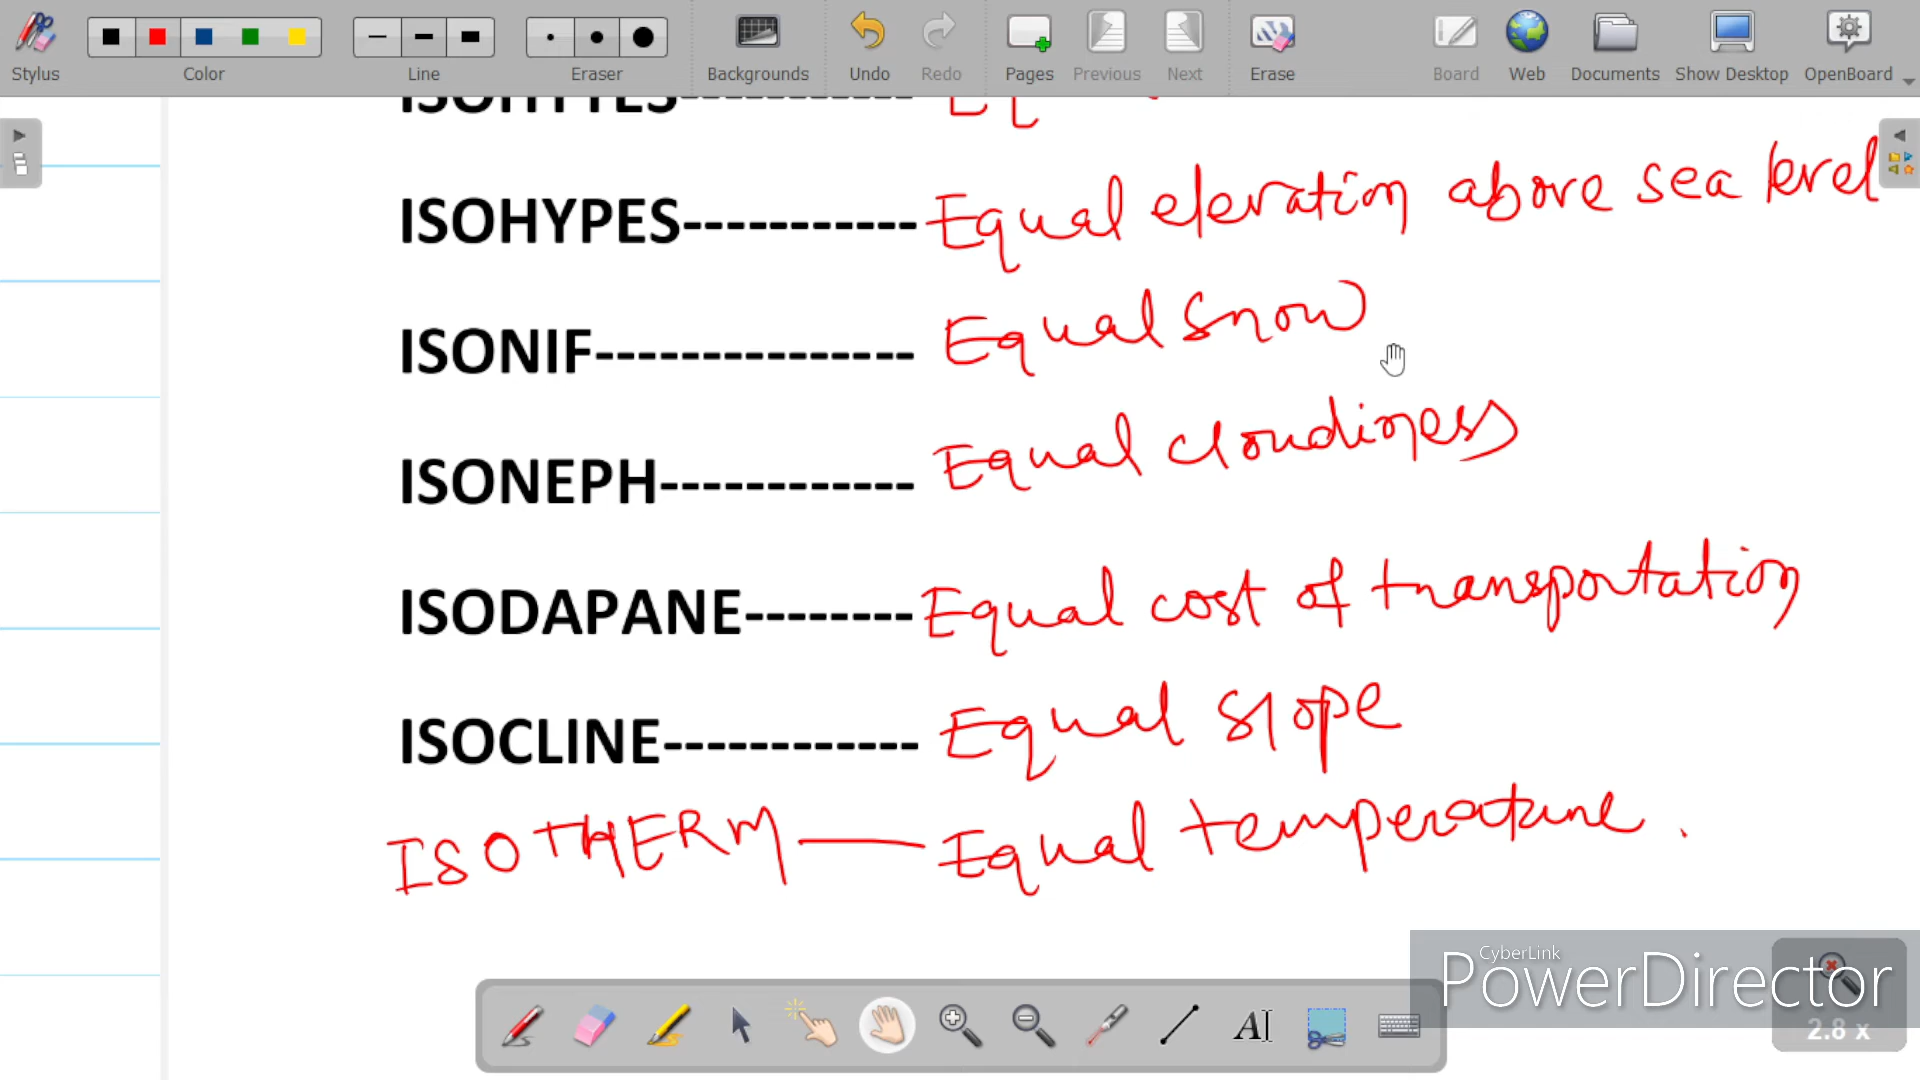 Stylus Color Line Eraser Backgrounds Undo Redo Pages Previous Next Erase Board Web Documents Show Desktop OpenBoard
ISOHYPES----------- Equal elevation above sea level
ISONIF--------------- Equal snow
ISONEPH------------ Equal cloudiness
ISODAPANE-------- Equal cost of transportation
ISOCLINE------------ Equal slope
ISOTHERM — Equal temperature.
CyberLink
PowerDirector
2.8 x